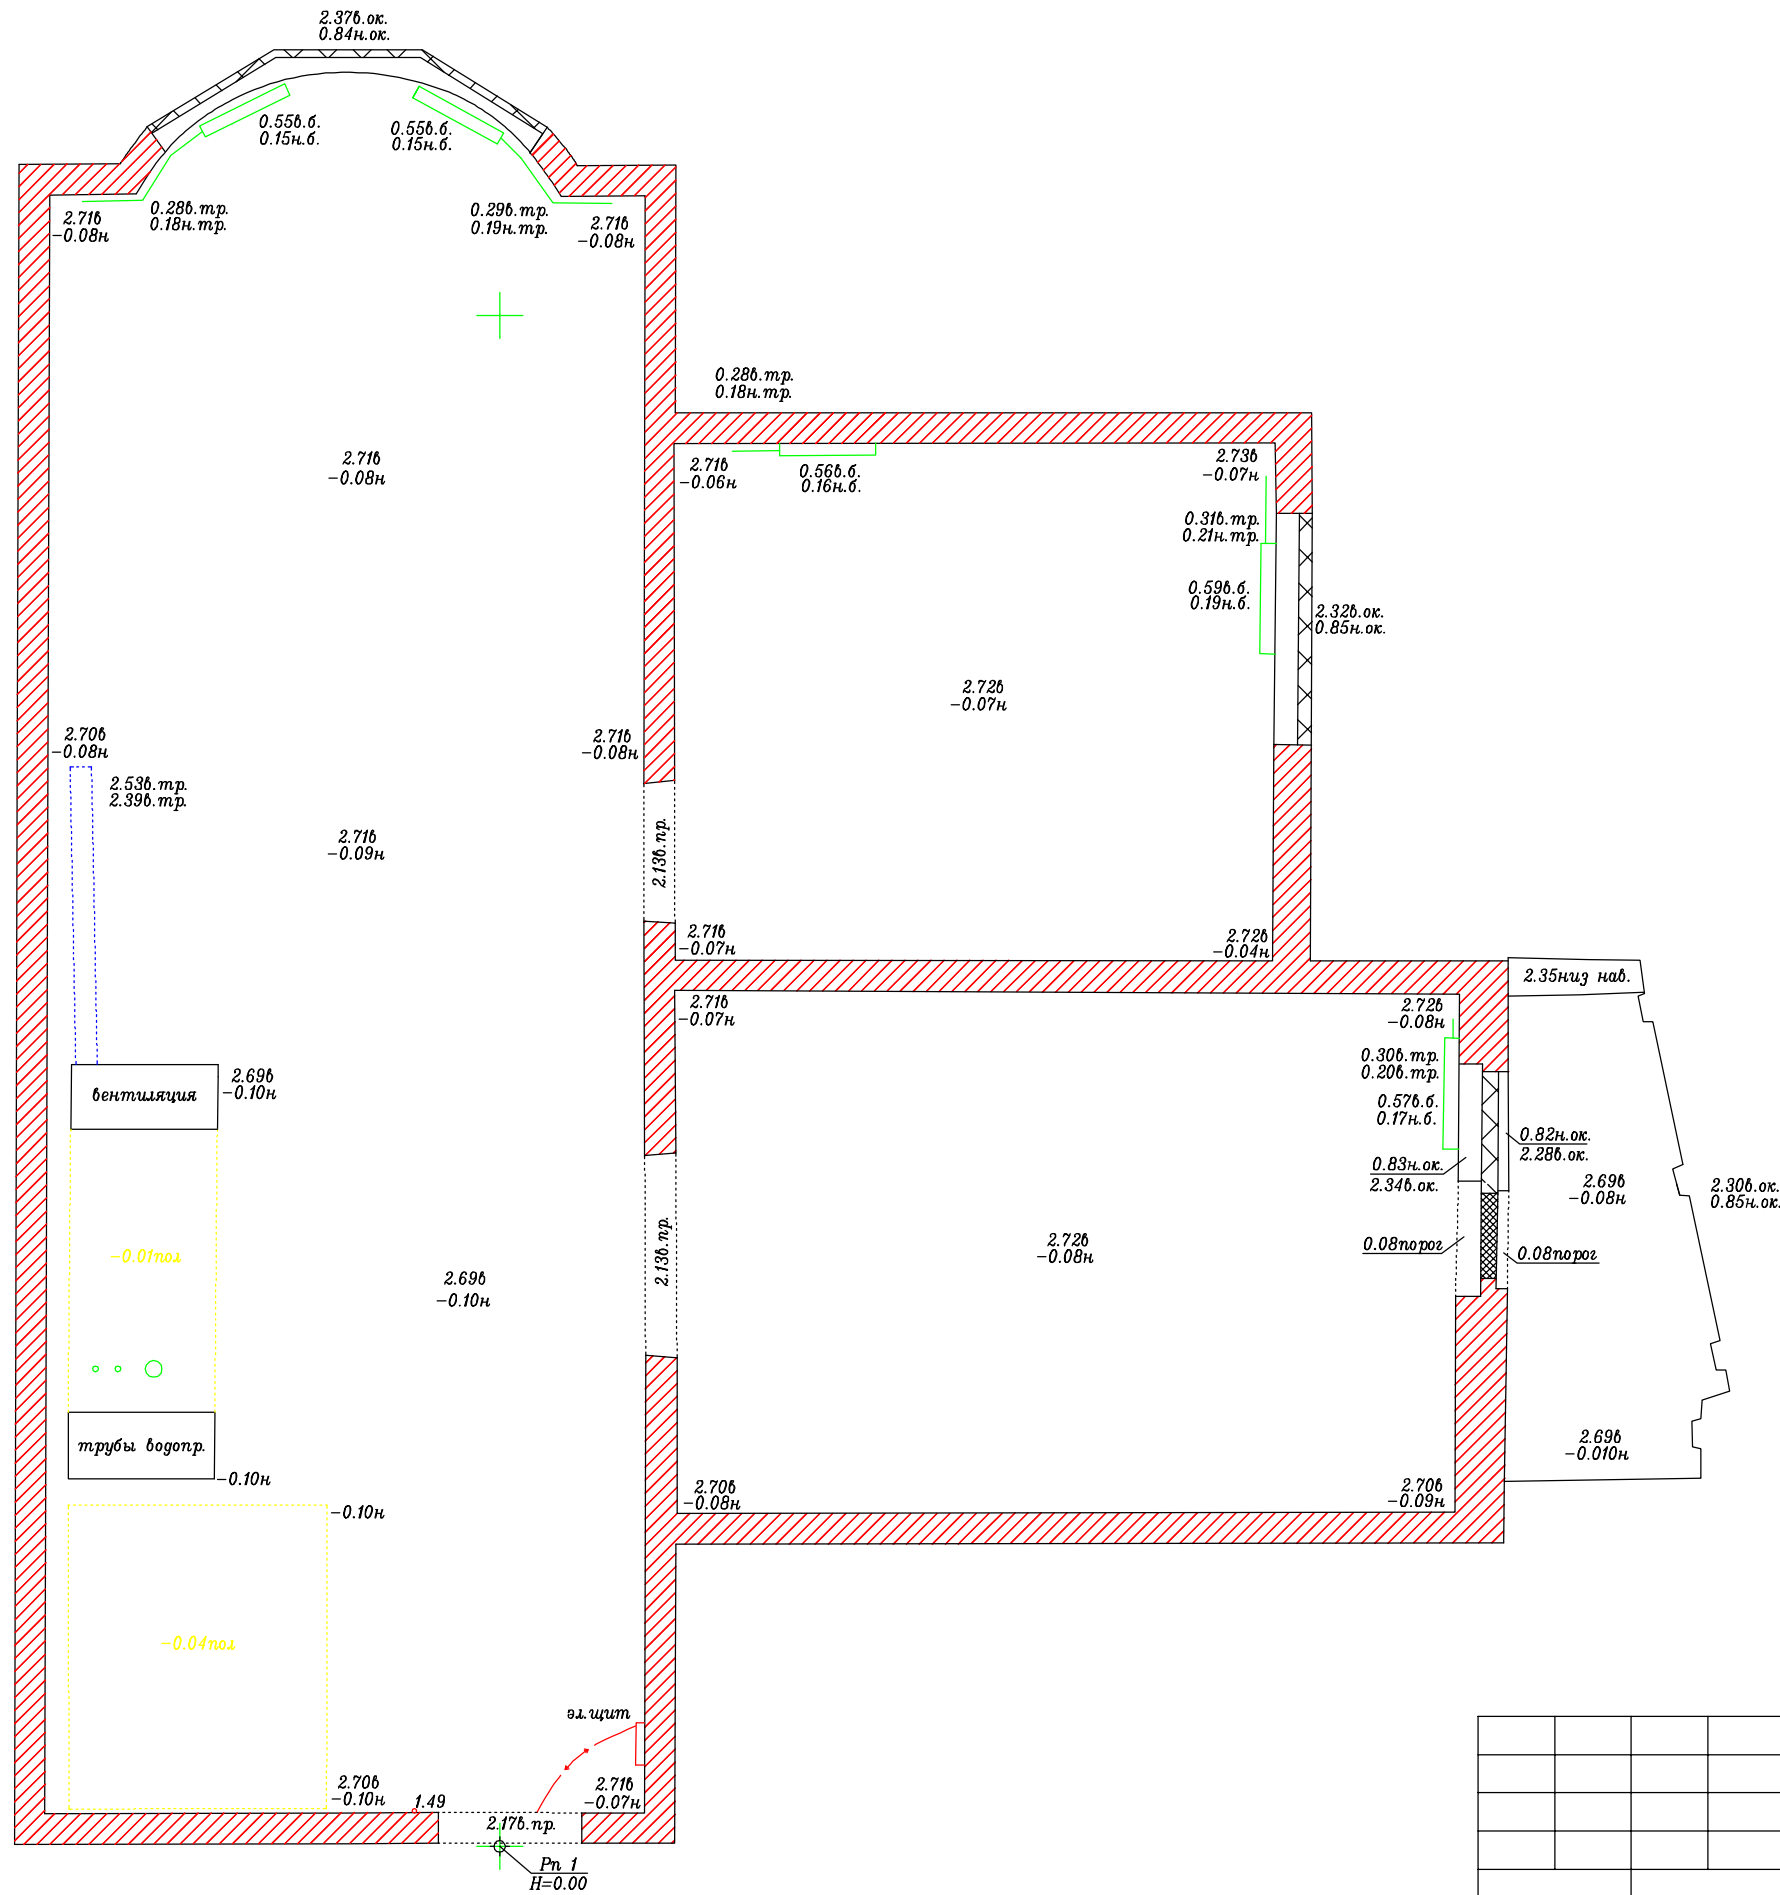 2.37в.ок.
0.84н.ок.
0.55в.б.
0.15н.б.
0.55в.б.
0.15н.б.
2.71в
-0.08н
0.28в.тр.
0.18н.тр.
0.29в.тр.
0.19н.тр.
2.71в
-0.08н
0.28в.тр.
0.18н.тр.
2.71в
-0.08н
2.71в
-0.06н
0.56в.б.
0.16н.б.
2.73в
-0.07н
0.31в.тр.
0.21н.тр.
0.59в.б.
0.19н.б.
2.32в.ок.
0.85н.ок.
2.72в
-0.07н
2.70в
-0.08н
2.71в
-0.08н
2.53в.тр.
2.39в.тр.
2.71в
-0.09н
2.13в.пр.
2.71в
-0.07н
2.72в
-0.04н
2.35низ нав.
2.71в
-0.07н
2.72в
-0.08н
0.30в.тр.
0.20в.тр.
0.57в.б.
0.17н.б.
вентиляция
2.69в
-0.10н
0.82н.ок.
2.28в.ок.
0.83н.ок.
2.34в.ок.
2.69в
-0.08н
2.30в.ок.
0.85н.ок.
-0.01пол
2.69в
-0.10н
2.13в.пр.
2.72в
-0.08н
0.08порог
0.08порог
трубы водопр.
-0.10н
2.69в
-0.010н
2.70в
-0.08н
2.70в
-0.09н
-0.10н
-0.04пол
эл.щит
2.70в
-0.10н
1.49
2.71в
-0.07н
2.17в.пр.
Рп 1
Н=0.00